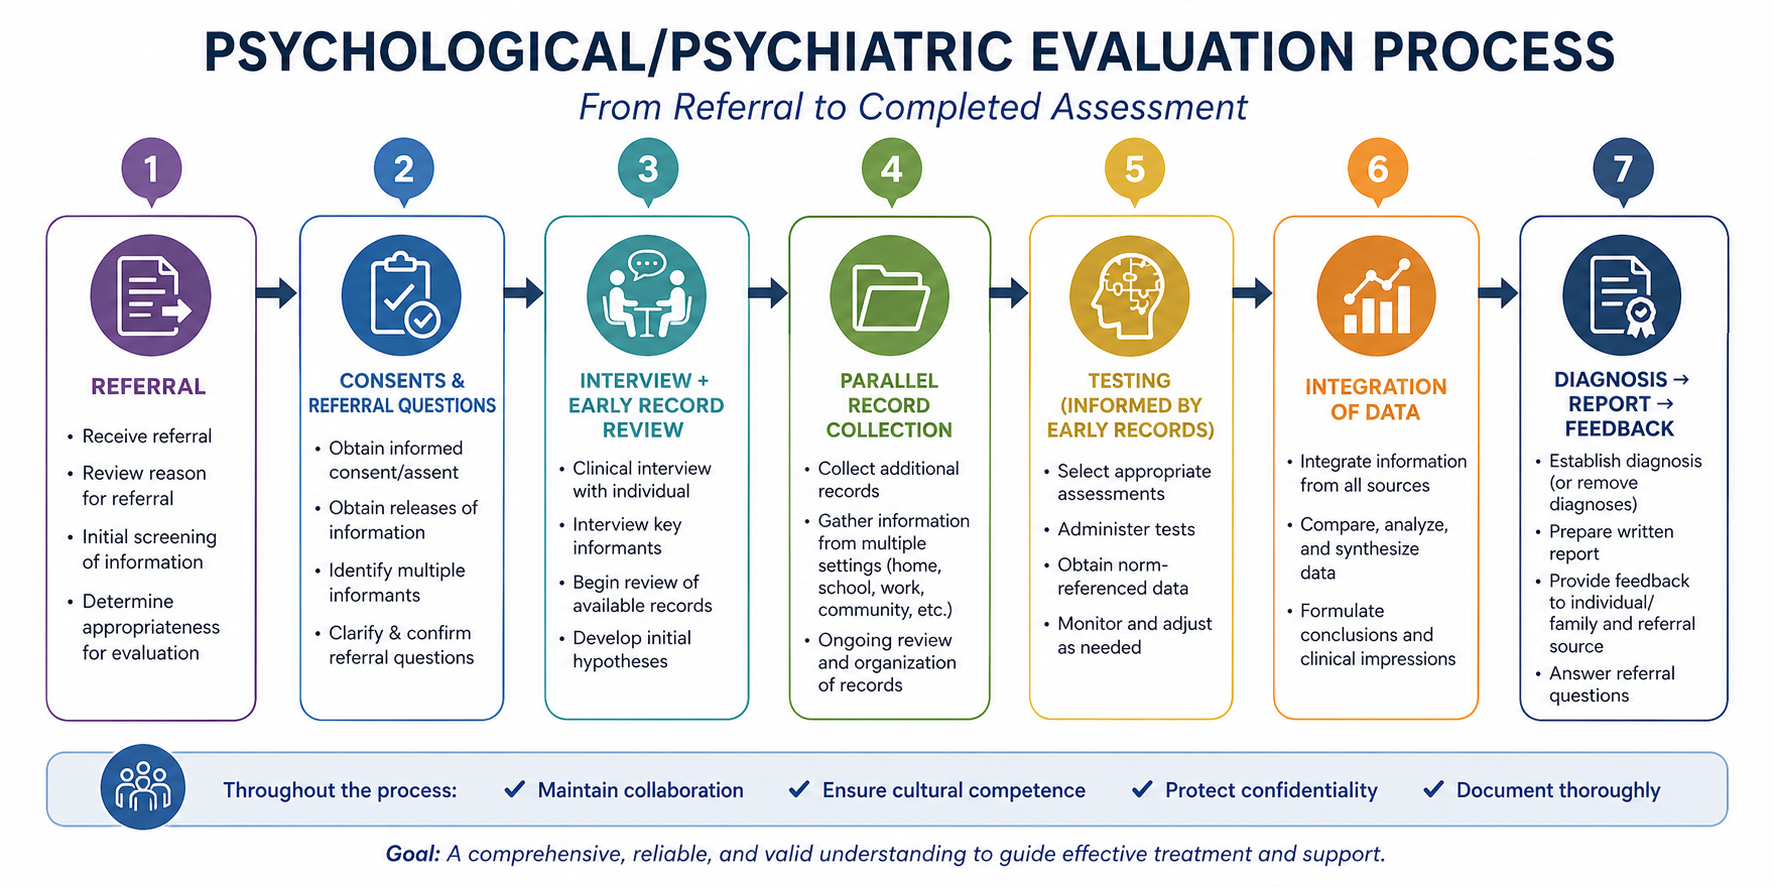 PSYCHOLOGICAL/PSYCHIATRIC EVALUATION PROCESS
From Referral to Completed Assessment
1
REFERRAL
• Receive referral
• Review reason
for referral
• Initial screening
of information
• Determine
appropriateness
for evaluation
2
CONSENTS &
REFERRAL QUESTIONS
• Obtain informed
consent/assent
• Obtain releases of
information
• Identify multiple
informants
• Clarify & confirm
referral questions
3
INTERVIEW +
EARLY RECORD
REVIEW
• Clinical interview
with individual
• Interview key
informants
• Begin review of
available records
• Develop initial
hypotheses
4
PARALLEL
RECORD
COLLECTION
• Collect additional
records
• Gather information
from multiple
settings (home,
school, work,
community, etc.)
• Ongoing review
and organization
of records
5
TESTING
(INFORMED BY
EARLY RECORDS)
• Select appropriate
assessments
• Administer tests
• Obtain norm-
referenced data
• Monitor and adjust
as needed
6
INTEGRATION
OF DATA
• Integrate information
from all sources
• Compare, analyze,
and synthesize
data
• Formulate
conclusions and
clinical impressions
7
DIAGNOSIS →
REPORT →
FEEDBACK
• Establish diagnosis
(or remove
diagnoses)
• Prepare written
report
• Provide feedback
to individual/
family and referral
source
• Answer referral
questions
Throughout the process: ✓ Maintain collaboration ✓ Ensure cultural competence ✓ Protect confidentiality ✓ Document thoroughly
Goal: A comprehensive, reliable, and valid understanding to guide effective treatment and support.